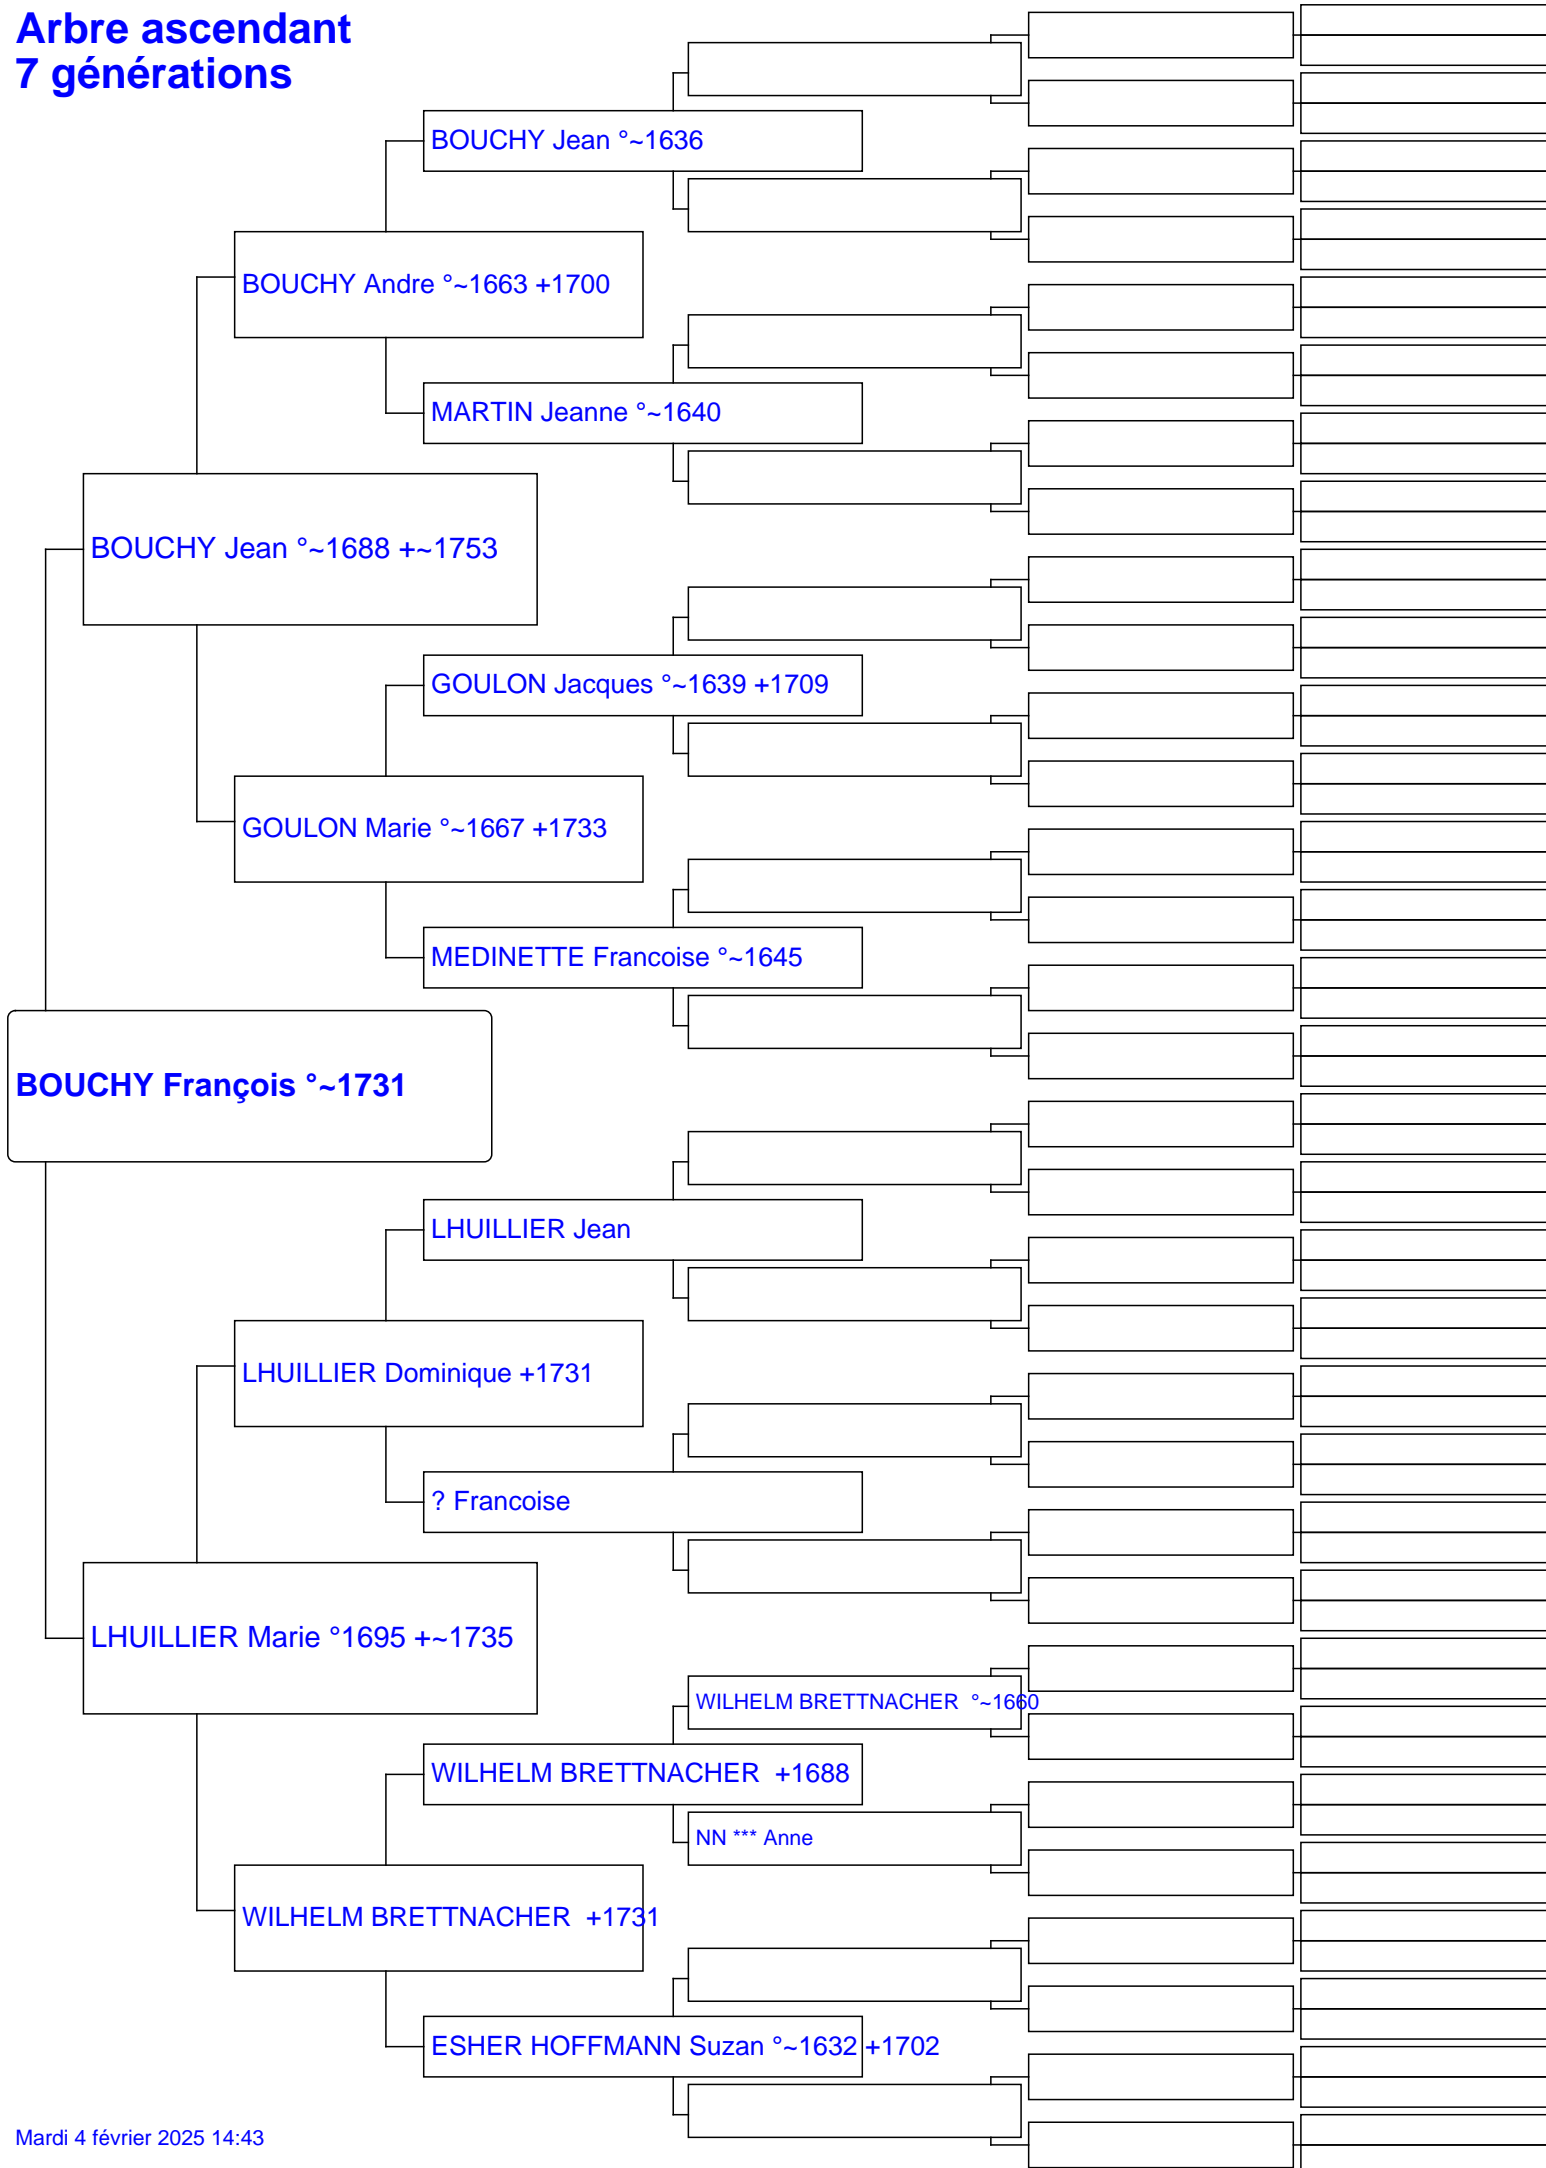 Arbre ascendant
7 générations
BOUCHY Jean °~1636
BOUCHY Andre °~1663 +1700
MARTIN Jeanne °~1640
BOUCHY Jean °~1688 +~1753
GOULON Jacques °~1639 +1709
GOULON Marie °~1667 +1733
MEDINETTE Francoise °~1645
BOUCHY François °~1731
LHUILLIER Jean
LHUILLIER Dominique +1731
? Francoise
LHUILLIER Marie °1695 +~1735
WILHELM BRETTNACHER  °~1660
WILHELM BRETTNACHER  +1688
NN *** Anne
WILHELM BRETTNACHER  +1731
ESHER HOFFMANN Suzan °~1632 +1702
Mardi 4 février 2025 14:43